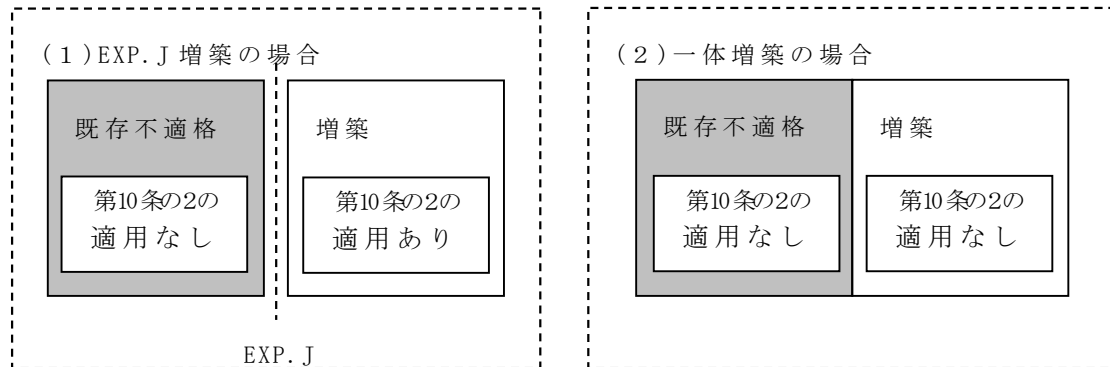 (1)EXP.J増築の場合
既存不適格
増築
第10条の2の
適用なし
第10条の2の
適用あり
EXP.J
(2)一体増築の場合
既存不適格
増築
第10条の2の
適用なし
第10条の2の
適用なし